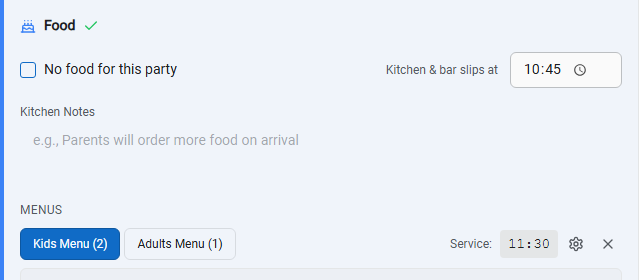 Food
No food for this party
Kitchen & bar slips at 10:45
Kitchen Notes
e.g., Parents will order more food on arrival
MENUS
Kids Menu (2) Adults Menu (1) Service: 11:30